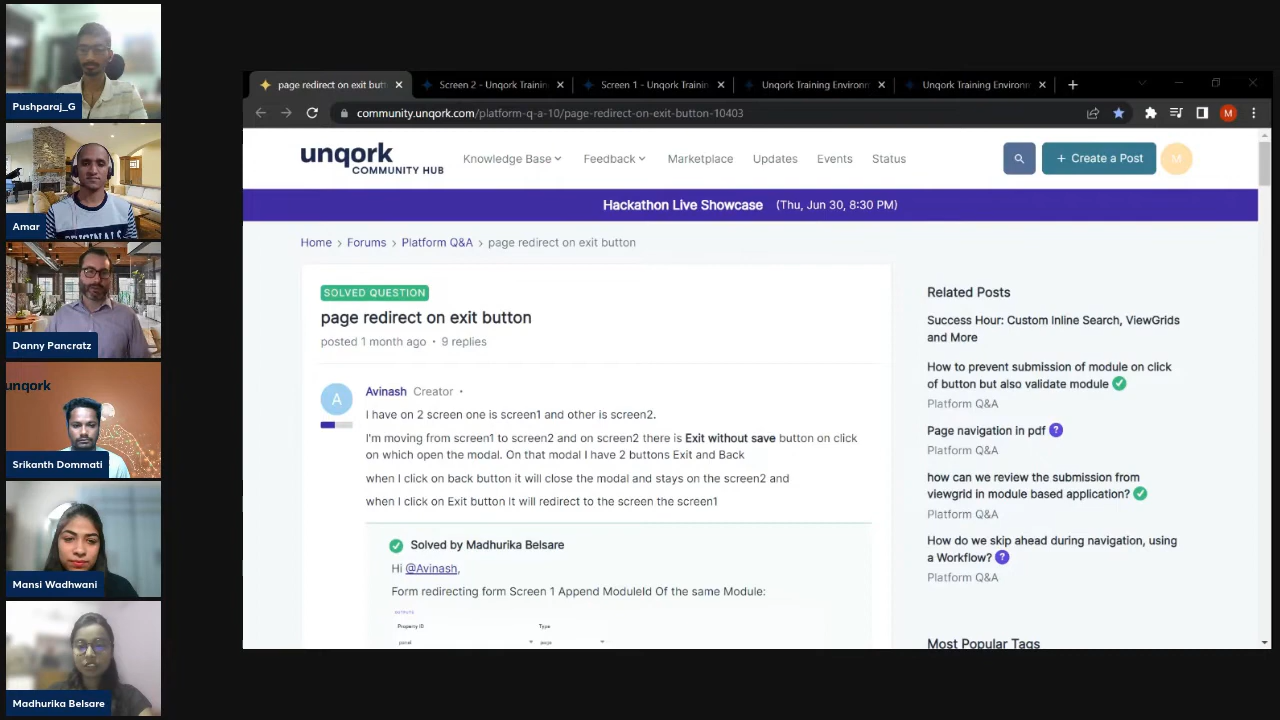 Pushparaj_G
Amar
ORIGINALS
Danny Pancratz
unqork
Srikanth Dommati
Mansi Wadhwani
Madhurika Belsare
page redirect on exit butt
Screen 2 - Unqork Trainin
Screen 1 - Unqork Trainin
Unqork Training Environm
Unqork Training Environm
community.unqork.com/platform-q-a-10/page-redirect-on-exit-button-10403
M
unqork
COMMUNITY HUB
Knowledge Base
Feedback
Marketplace
Updates
Events
Status
+ Create a Post
M
Hackathon Live Showcase (Thu, Jun 30, 8:30 PM)
Home > Forums > Platform Q&A > page redirect on exit button
SOLVED QUESTION
page redirect on exit button
posted 1 month ago · 9 replies
A
Avinash Creator ·
I have on 2 screen one is screen1 and other is screen2.
I'm moving from screen1 to screen2 and on screen2 there is Exit without save button on click
on which open the modal. On that modal I have 2 buttons Exit and Back
when I click on back button it will close the modal and stays on the screen2 and
when I click on Exit button It will redirect to the screen the screen1
Solved by Madhurika Belsare
Hi @Avinash,
Form redirecting form Screen 1 Append ModuleId Of the same Module:
OUTPUTS
Property ID
Type
Related Posts
Success Hour: Custom Inline Search, ViewGrids
and More
How to prevent submission of module on click
of button but also validate module
Platform Q&A
Page navigation in pdf ?
Platform Q&A
how can we review the submission from
viewgrid in module based application?
Platform Q&A
How do we skip ahead during navigation, using
a Workflow? ?
Platform Q&A
Most Popular Tags